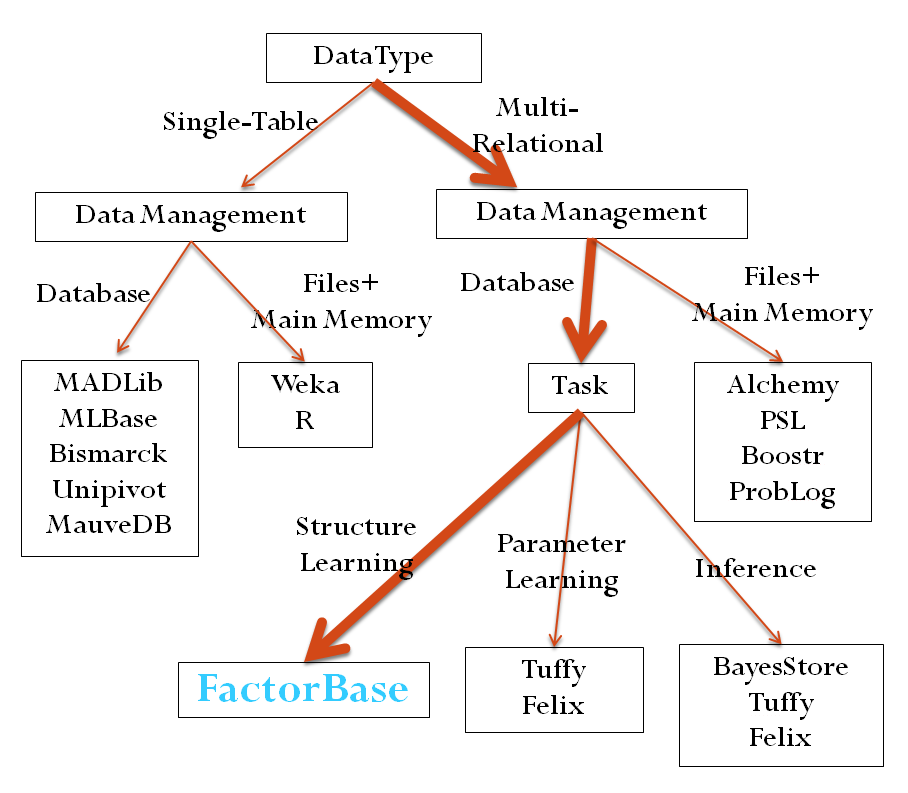 DataType
Single-Table
Multi-
Relational
Data Management
Data Management
Database
Files+
Main Memory
Database
Files+
Main Memory
MADLib
MLBase
Bismarck
Unipivot
MauveDB
Weka
R
Task
Alchemy
PSL
Boostr
ProbLog
Structure
Learning
Parameter
Learning
Inference
FactorBase
Tuffy
Felix
BayesStore
Tuffy
Felix